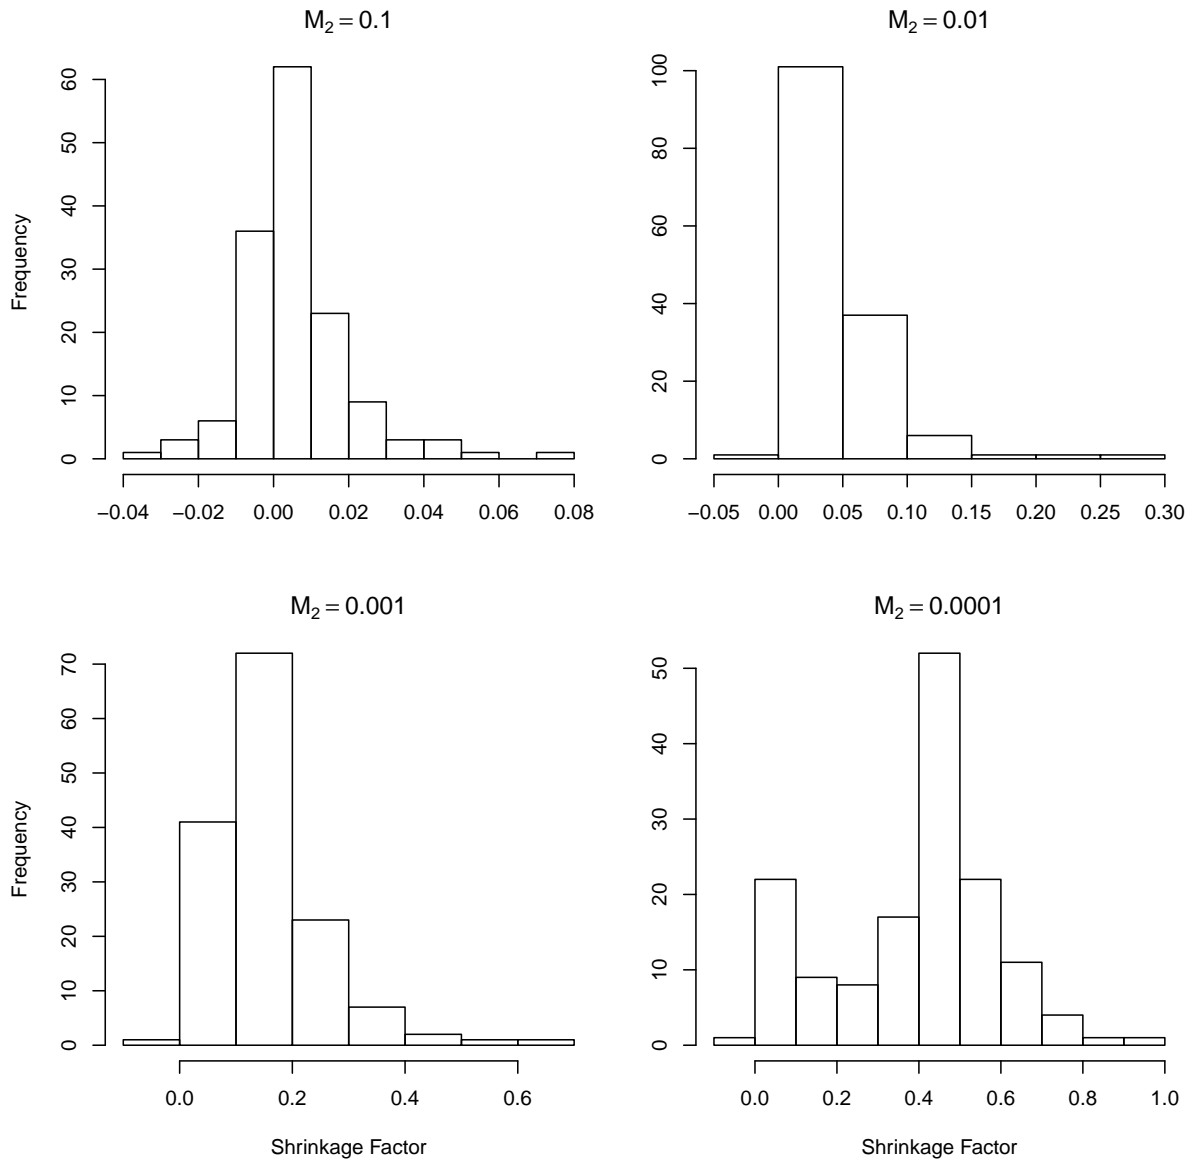 M₂ = 0.1
Frequency
0 10 20 30 40 50 60
−0.04 −0.02 0.00 0.02 0.04 0.06 0.08
M₂ = 0.01
0 20 40 60 80 100
−0.05 0.00 0.05 0.10 0.15 0.20 0.25 0.30
M₂ = 0.001
Frequency
0 10 20 30 40 50 60 70
0.0 0.2 0.4 0.6
Shrinkage Factor
M₂ = 0.0001
0 10 20 30 40 50
0.0 0.2 0.4 0.6 0.8 1.0
Shrinkage Factor